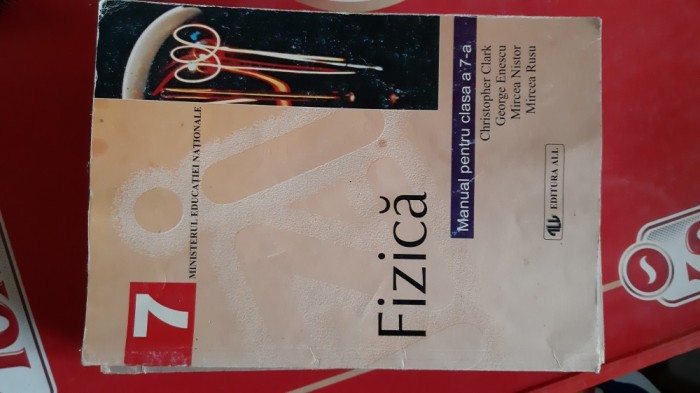 7
MINISTERUL EDUCAȚIEI NAȚIONALE
Fizică
Manual pentru clasa a 7-a
Christopher Clark
George Enescu
Mircea Nistor
Mircea Rusu
EDITURA ALL